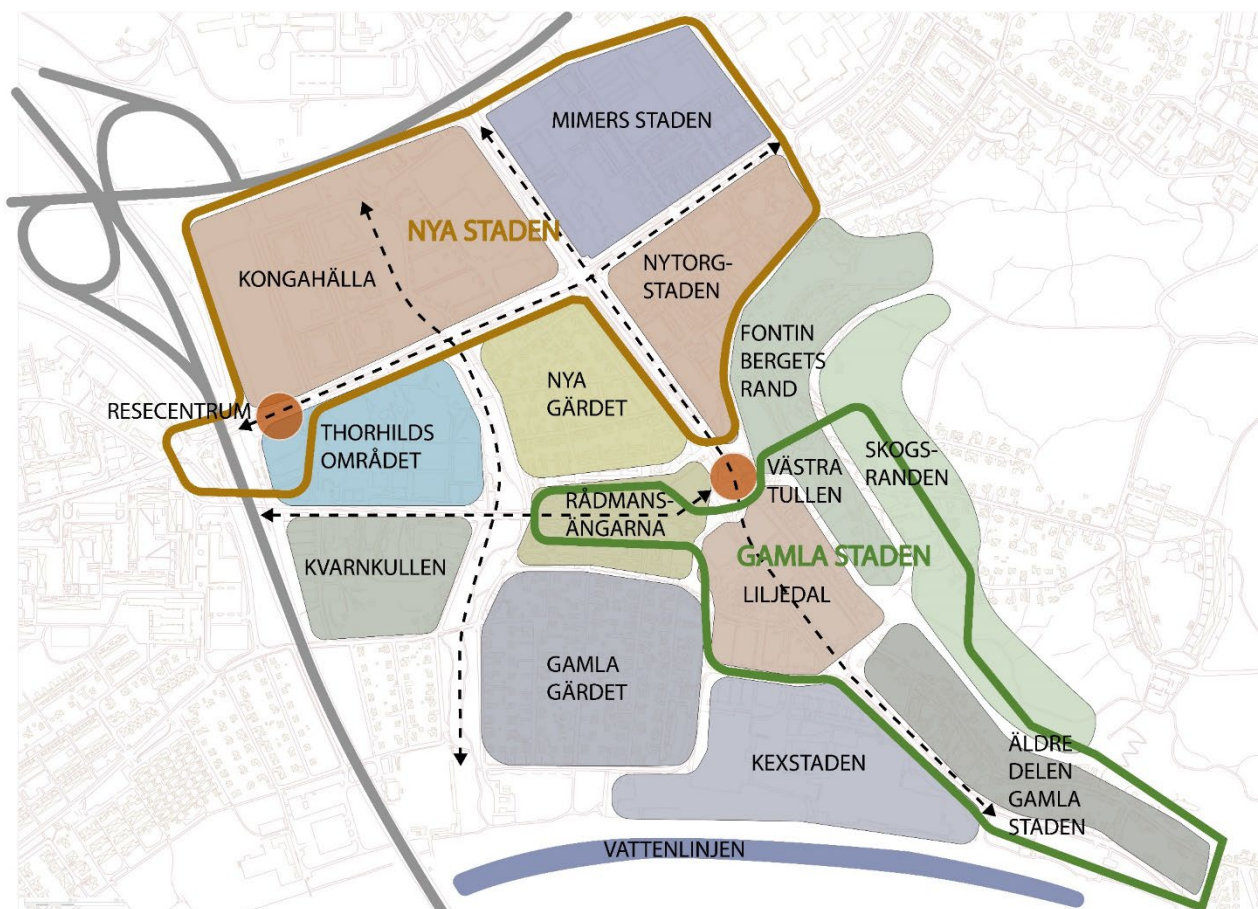 MIMERS STADEN
NYA STADEN
KONGAHÄLLA
NYTORG-
STADEN
FONTIN
BERGETS
RAND
NYA
GÄRDET
RESECENTRUM
THORHILDS
OMRÅDET
VÄSTRA
TULLEN
SKOGS-
RANDEN
RÅDMANS-
ÄNGARNA
GAMLA STADEN
KVARNKULLEN
LILJEDAL
GAMLA
GÄRDET
KEXSTADEN
ÄLDRE
DELEN
GAMLA
STADEN
VATTENLINJEN